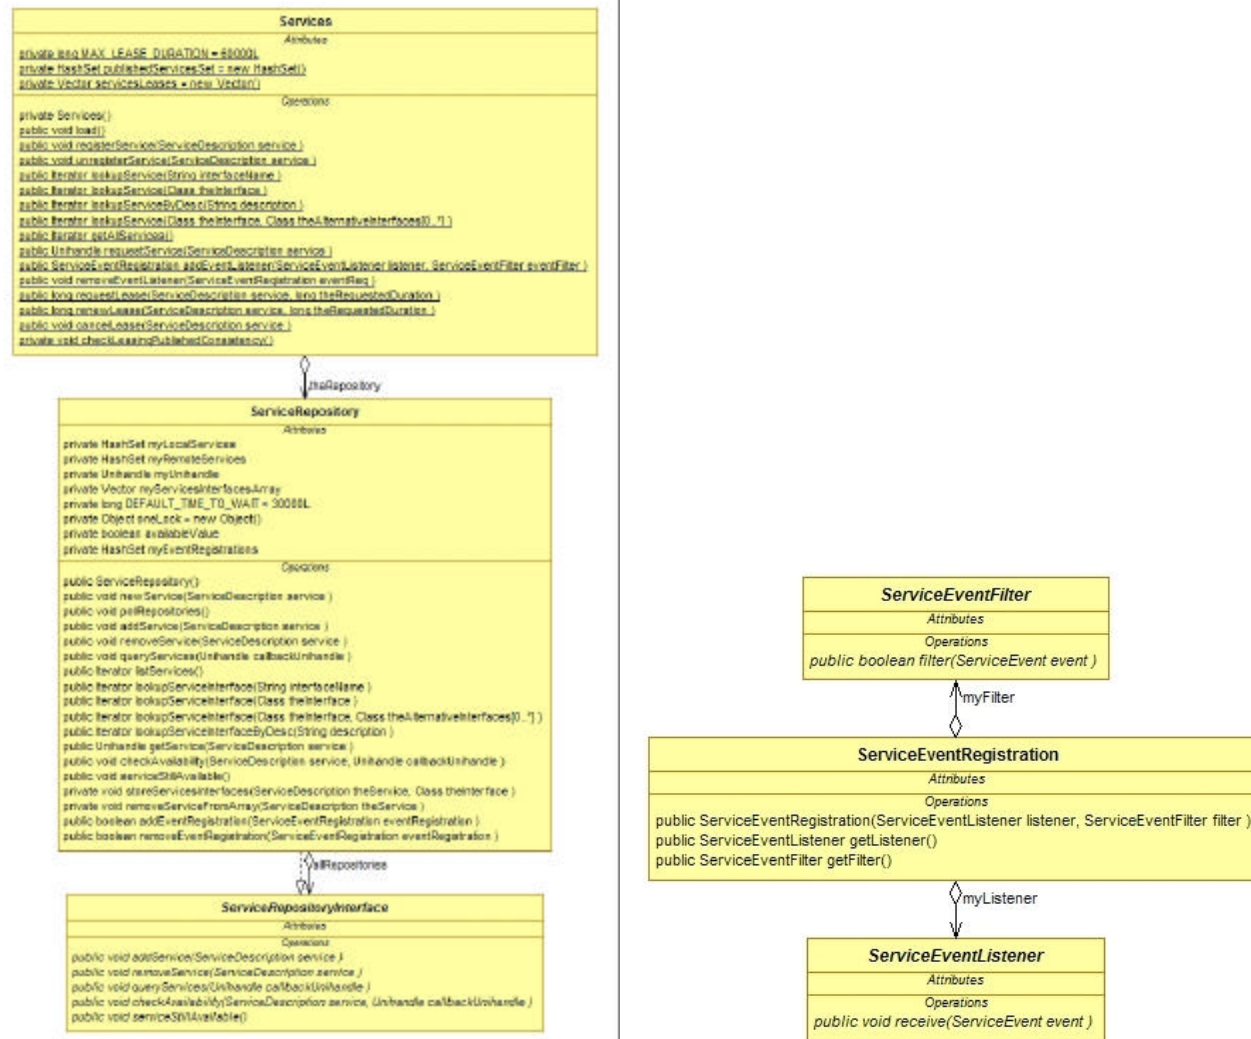 Services
Attributes
private long MAX_LEASE_DURATION = 60000L
private HashSet publishedServicesSet = new HashSet()
private Vector servicesLeases = new Vector()
Operations
private Services()
public void load()
public void registerService(ServiceDescription service )
public void unregisterService(ServiceDescription service )
public Iterator lookupService(String interfaceName )
public Iterator lookupService(Class theInterface )
public Iterator lookupServiceByDesc(String description )
public Iterator lookupService(Class theInterface, Class theAlternativeInterfaces[0..*] )
public Iterator getAllServices()
public Unihandle requestService(ServiceDescription service )
public ServiceEventRegistration addEventListener(ServiceEventListener listener, ServiceEventFilter eventFilter )
public void removeEventListener(ServiceEventRegistration eventReg )
public long requestLease(ServiceDescription service, long theRequestedDuration )
public long renewLease(ServiceDescription service, long theRequestedDuration )
public void cancelLease(ServiceDescription service )
private void checkLeasingPublishedConsistency()
theRepository
ServiceRepository
Attributes
private HashSet myLocalServices
private HashSet myRemoteServices
private Unihandle myUnihandle
private Vector myServicesInterfacesArray
private long DEFAULT_TIME_TO_WAIT = 30000L
private Object oneLock = new Object()
private boolean availableValue
private HashSet myEventRegistrations
Operations
public ServiceRepository()
public void newService(ServiceDescription service )
public void pollRepositories()
public void addService(ServiceDescription service )
public void removeService(ServiceDescription service )
public void queryServices(Unihandle callbackUnihandle )
public Iterator listServices()
public Iterator lookupServiceInterface(String interfaceName )
public Iterator lookupServiceInterface(Class theInterface )
public Iterator lookupServiceInterface(Class theInterface, Class theAlternativeInterfaces[0..*] )
public Iterator lookupServiceInterfaceByDesc(String description )
public Unihandle getService(ServiceDescription service )
public void checkAvailability(ServiceDescription service, Unihandle callbackUnihandle )
public void serviceStillAvailable()
private void storeServicesInterfaces(ServiceDescription theService, Class theInterface )
private void removeServiceFromArray(ServiceDescription theService )
public boolean addEventRegistration(ServiceEventRegistration eventRegistration )
public boolean removeEventRegistration(ServiceEventRegistration eventRegistration )
allRepositories
ServiceRepositoryInterface
Attributes
Operations
public void addService(ServiceDescription service )
public void removeService(ServiceDescription service )
public void queryServices(Unihandle callbackUnihandle )
public void checkAvailability(ServiceDescription service, Unihandle callbackUnihandle )
public void serviceStillAvailable()
ServiceEventFilter
Attributes
Operations
public boolean filter(ServiceEvent event )
myFilter
ServiceEventRegistration
Attributes
Operations
public ServiceEventRegistration(ServiceEventListener listener, ServiceEventFilter filter )
public ServiceEventListener getListener()
public ServiceEventFilter getFilter()
myListener
ServiceEventListener
Attributes
Operations
public void receive(ServiceEvent event )